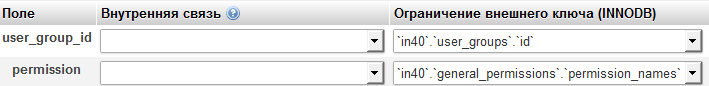 Поле Внутренняя связь Ограничение внешнего ключа (INNODB)
user_group_id `in40`.`user_groups`.`id`
permission `in40`.`general_permissions`.`permission_names`